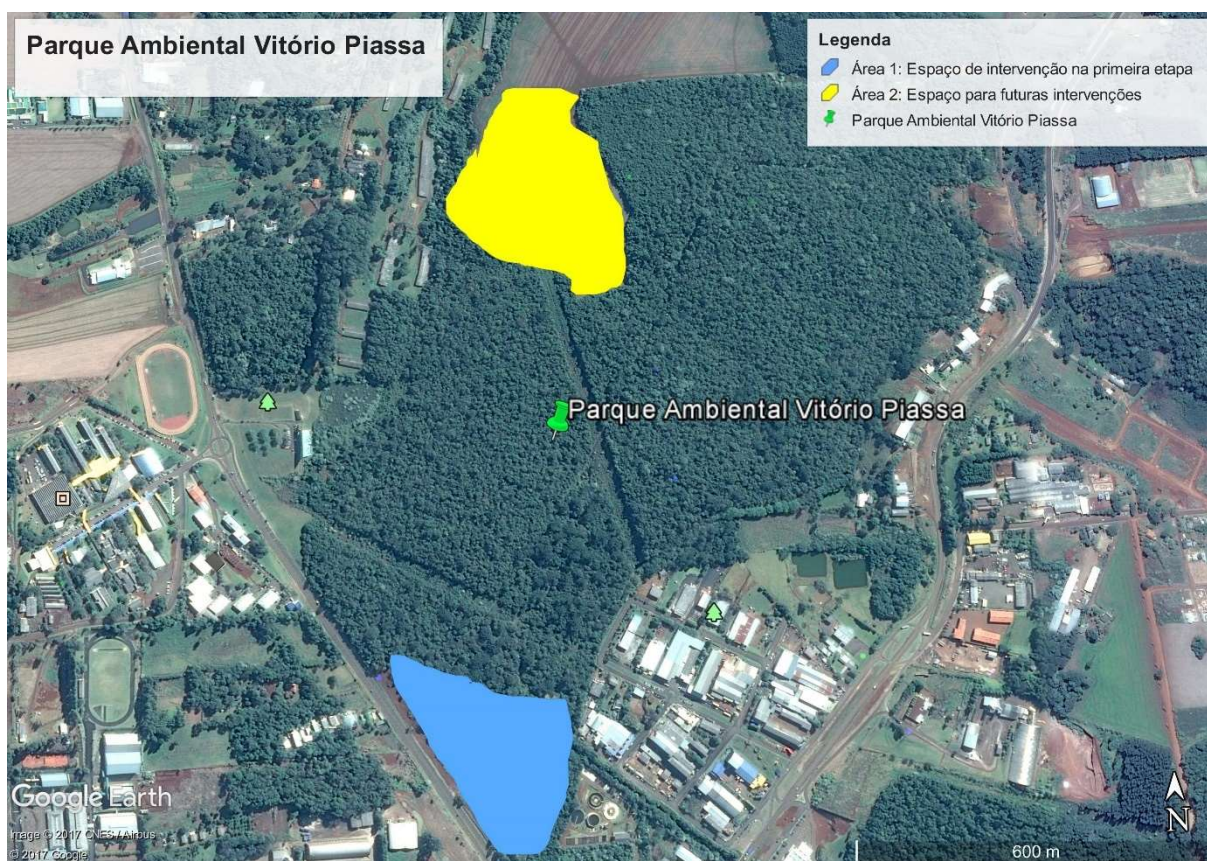 Parque Ambiental Vitório Piassa
Legenda
Área 1: Espaço de intervenção na primeira etapa
Área 2: Espaço para futuras intervenções
Parque Ambiental Vitório Piassa
Parque Ambiental Vitório Piassa
Google Earth
Image © 2017 CNES / Airbus
© 2017 Google
600 m
N